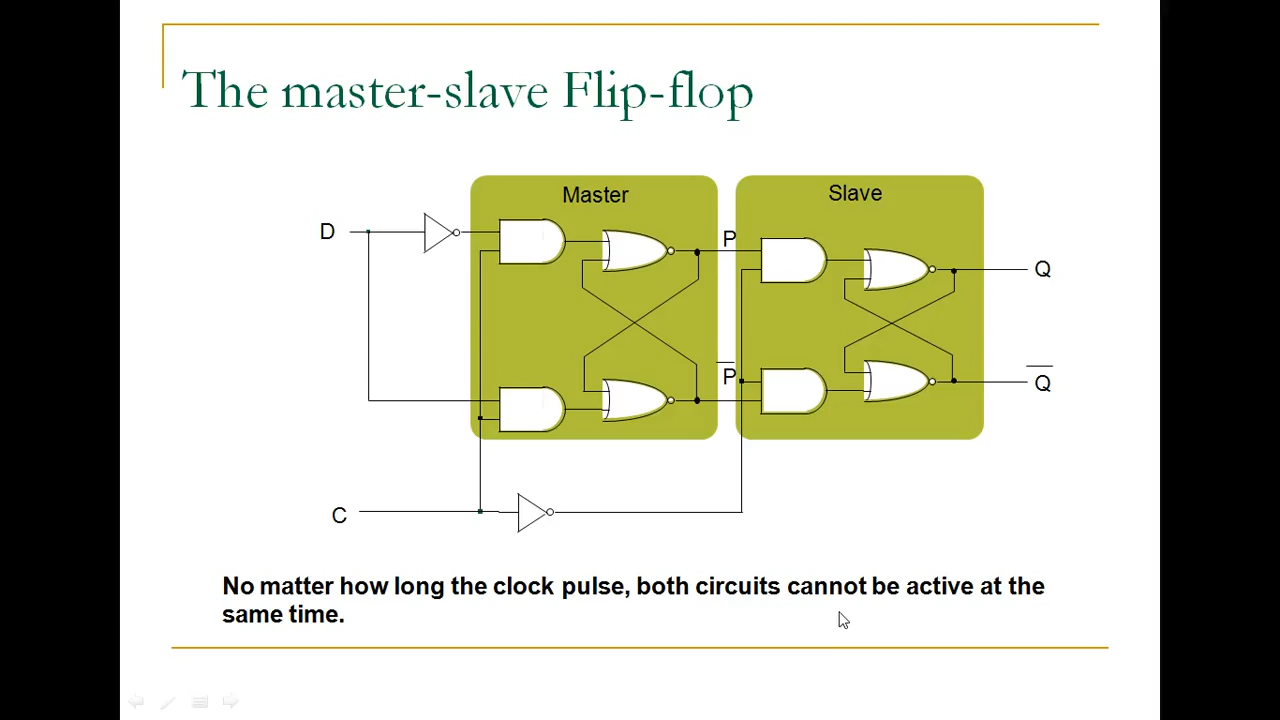 The master-slave Flip-flop
Master
Slave
D
P
Q
P̅
Q̅
C
No matter how long the clock pulse, both circuits cannot be active at the
same time.